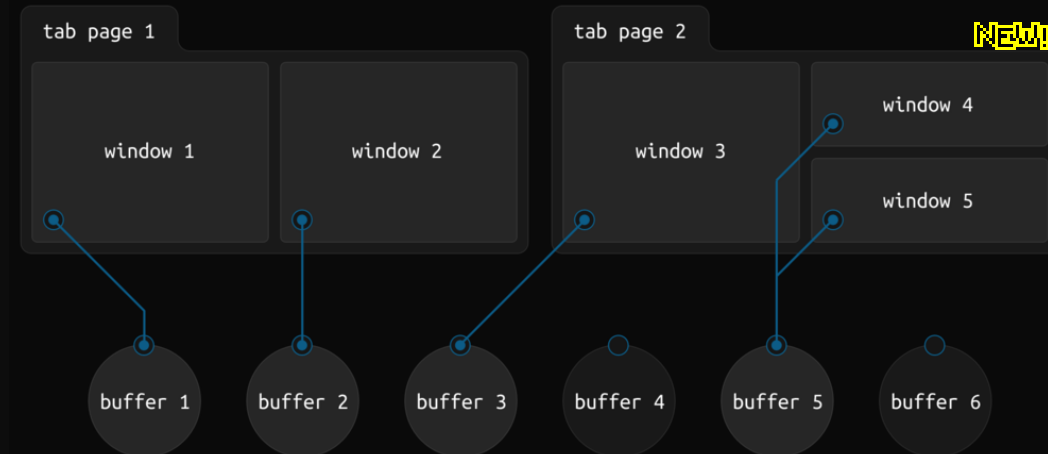 tab page 1
tab page 2
NEW!
window 1
window 2
window 3
window 4
window 5
buffer 1
buffer 2
buffer 3
buffer 4
buffer 5
buffer 6